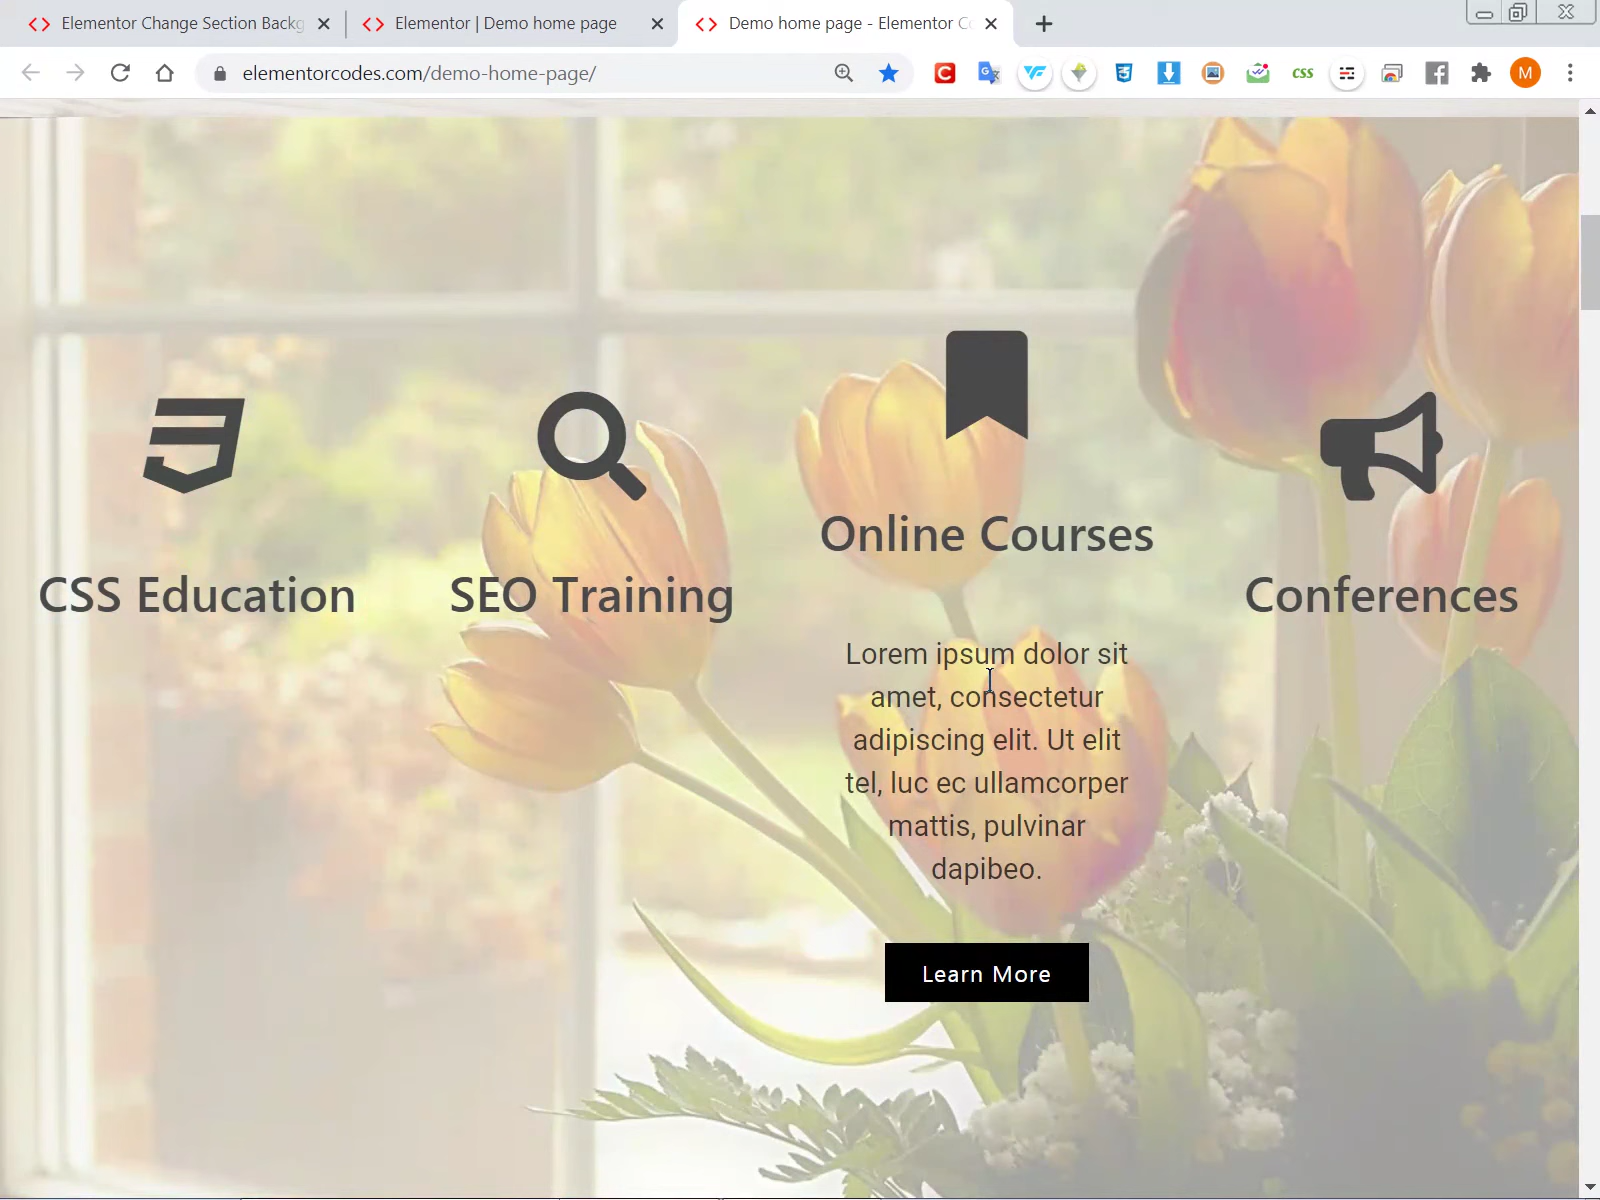 Elementor Change Section Backg
Elementor | Demo home page
Demo home page - Elementor Co
elementorcodes.com/demo-home-page/
CSS
M
CSS Education
SEO Training
Online Courses
Conferences
Lorem ipsum dolor sit
amet, consectetur
adipiscing elit. Ut elit
tel, luc ec ullamcorper
mattis, pulvinar
dapibeo.
Learn More